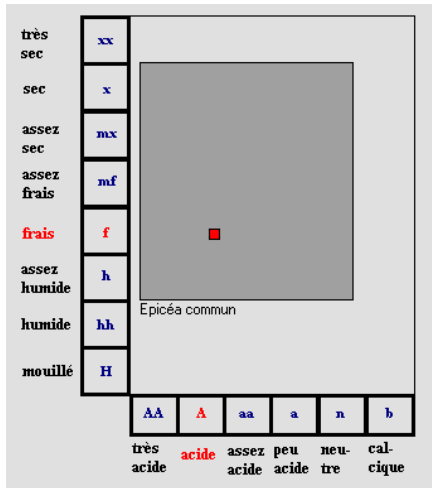 très
sec
xx
sec
x
assez
sec
mx
assez
frais
mf
frais
f
assez
humide
h
humide
hh
mouillé
H
Epicéa commun
AA
A
aa
a
n
b
très
acide
acide
assez
acide
peu
acide
neu-
tre
cal-
cique